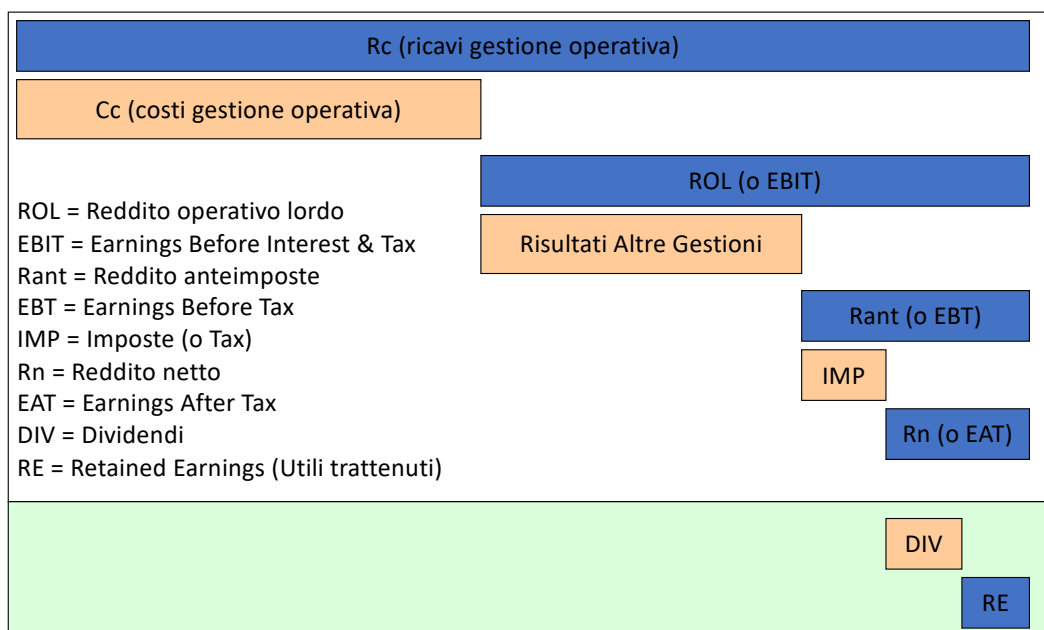 Rc (ricavi gestione operativa)
Cc (costi gestione operativa)
ROL (o EBIT)
ROL = Reddito operativo lordo
EBIT = Earnings Before Interest & Tax
Rant = Reddito anteimposte
EBT = Earnings Before Tax
IMP = Imposte (o Tax)
Rn = Reddito netto
EAT = Earnings After Tax
DIV = Dividendi
RE = Retained Earnings (Utili trattenuti)
Risultati Altre Gestioni
Rant (o EBT)
IMP
Rn (o EAT)
DIV
RE